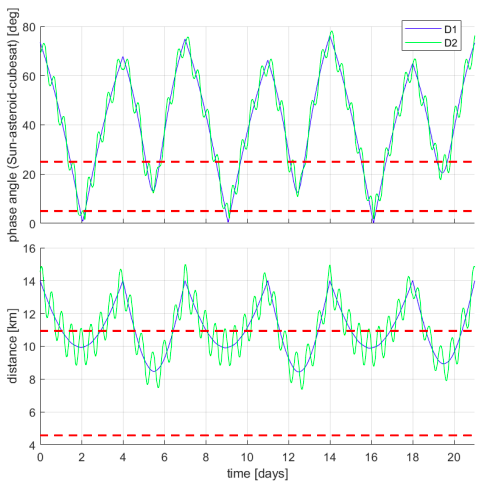 D1
D2
phase angle (Sun-asteroid-cubesat) [deg]
80
60
40
20
0
distance [km]
16
14
12
10
8
6
4
0 2 4 6 8 10 12 14 16 18 20
time [days]